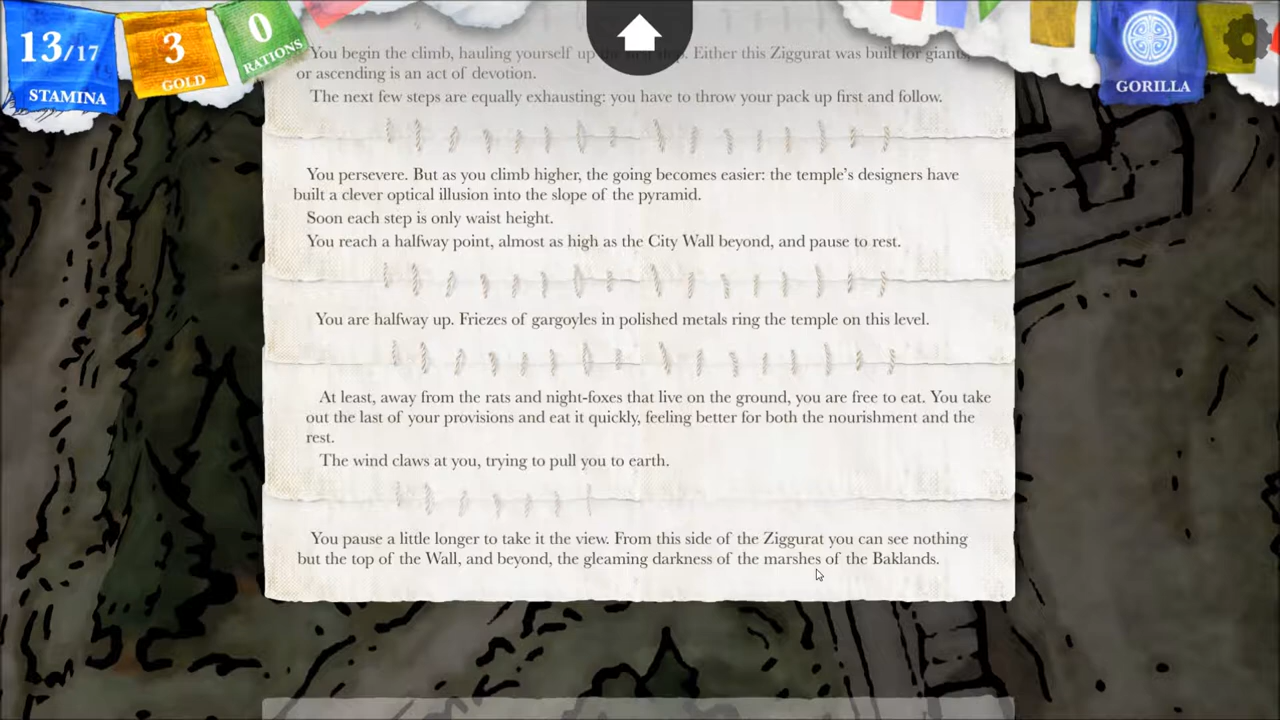 13/17
STAMINA
3
GOLD
0
RATIONS
GORILLA
You begin the climb, hauling yourself up Either this Ziggurat was built for giants,
or ascending is an act of devotion.
The next few steps are equally exhausting: you have to throw your pack up first and follow.
You persevere. But as you climb higher, the going becomes easier: the temple's designers have
built a clever optical illusion into the slope of the pyramid.
Soon each step is only waist height.
You reach a halfway point, almost as high as the City Wall beyond, and pause to rest.
You are halfway up. Friezes of gargoyles in polished metals ring the temple on this level.
At least, away from the rats and night-foxes that live on the ground, you are free to eat. You take
out the last of your provisions and eat it quickly, feeling better for both the nourishment and the
rest.
The wind claws at you, trying to pull you to earth.
You pause a little longer to take it the view. From this side of the Ziggurat you can see nothing
but the top of the Wall, and beyond, the gleaming darkness of the marshes of the Baklands.